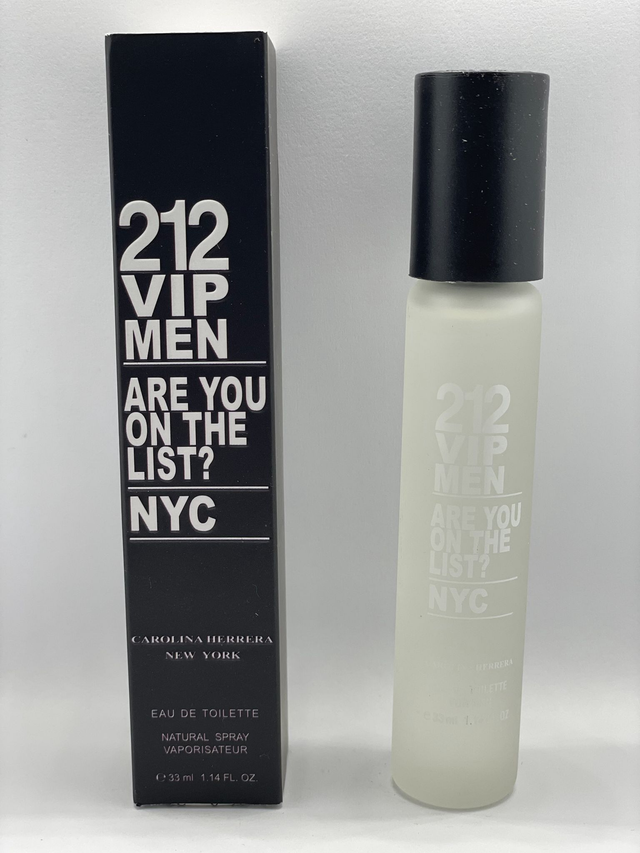 212
VIP
MEN
ARE YOU
ON THE
LIST?
NYC
CAROLINA HERRERA
NEW YORK
EAU DE TOILETTE
NATURAL SPRAY
VAPORISATEUR
℮ 33 ml 1.14 FL. OZ.
212
VIP
MEN
ARE YOU
ON THE
LIST?
NYC
HERRERA